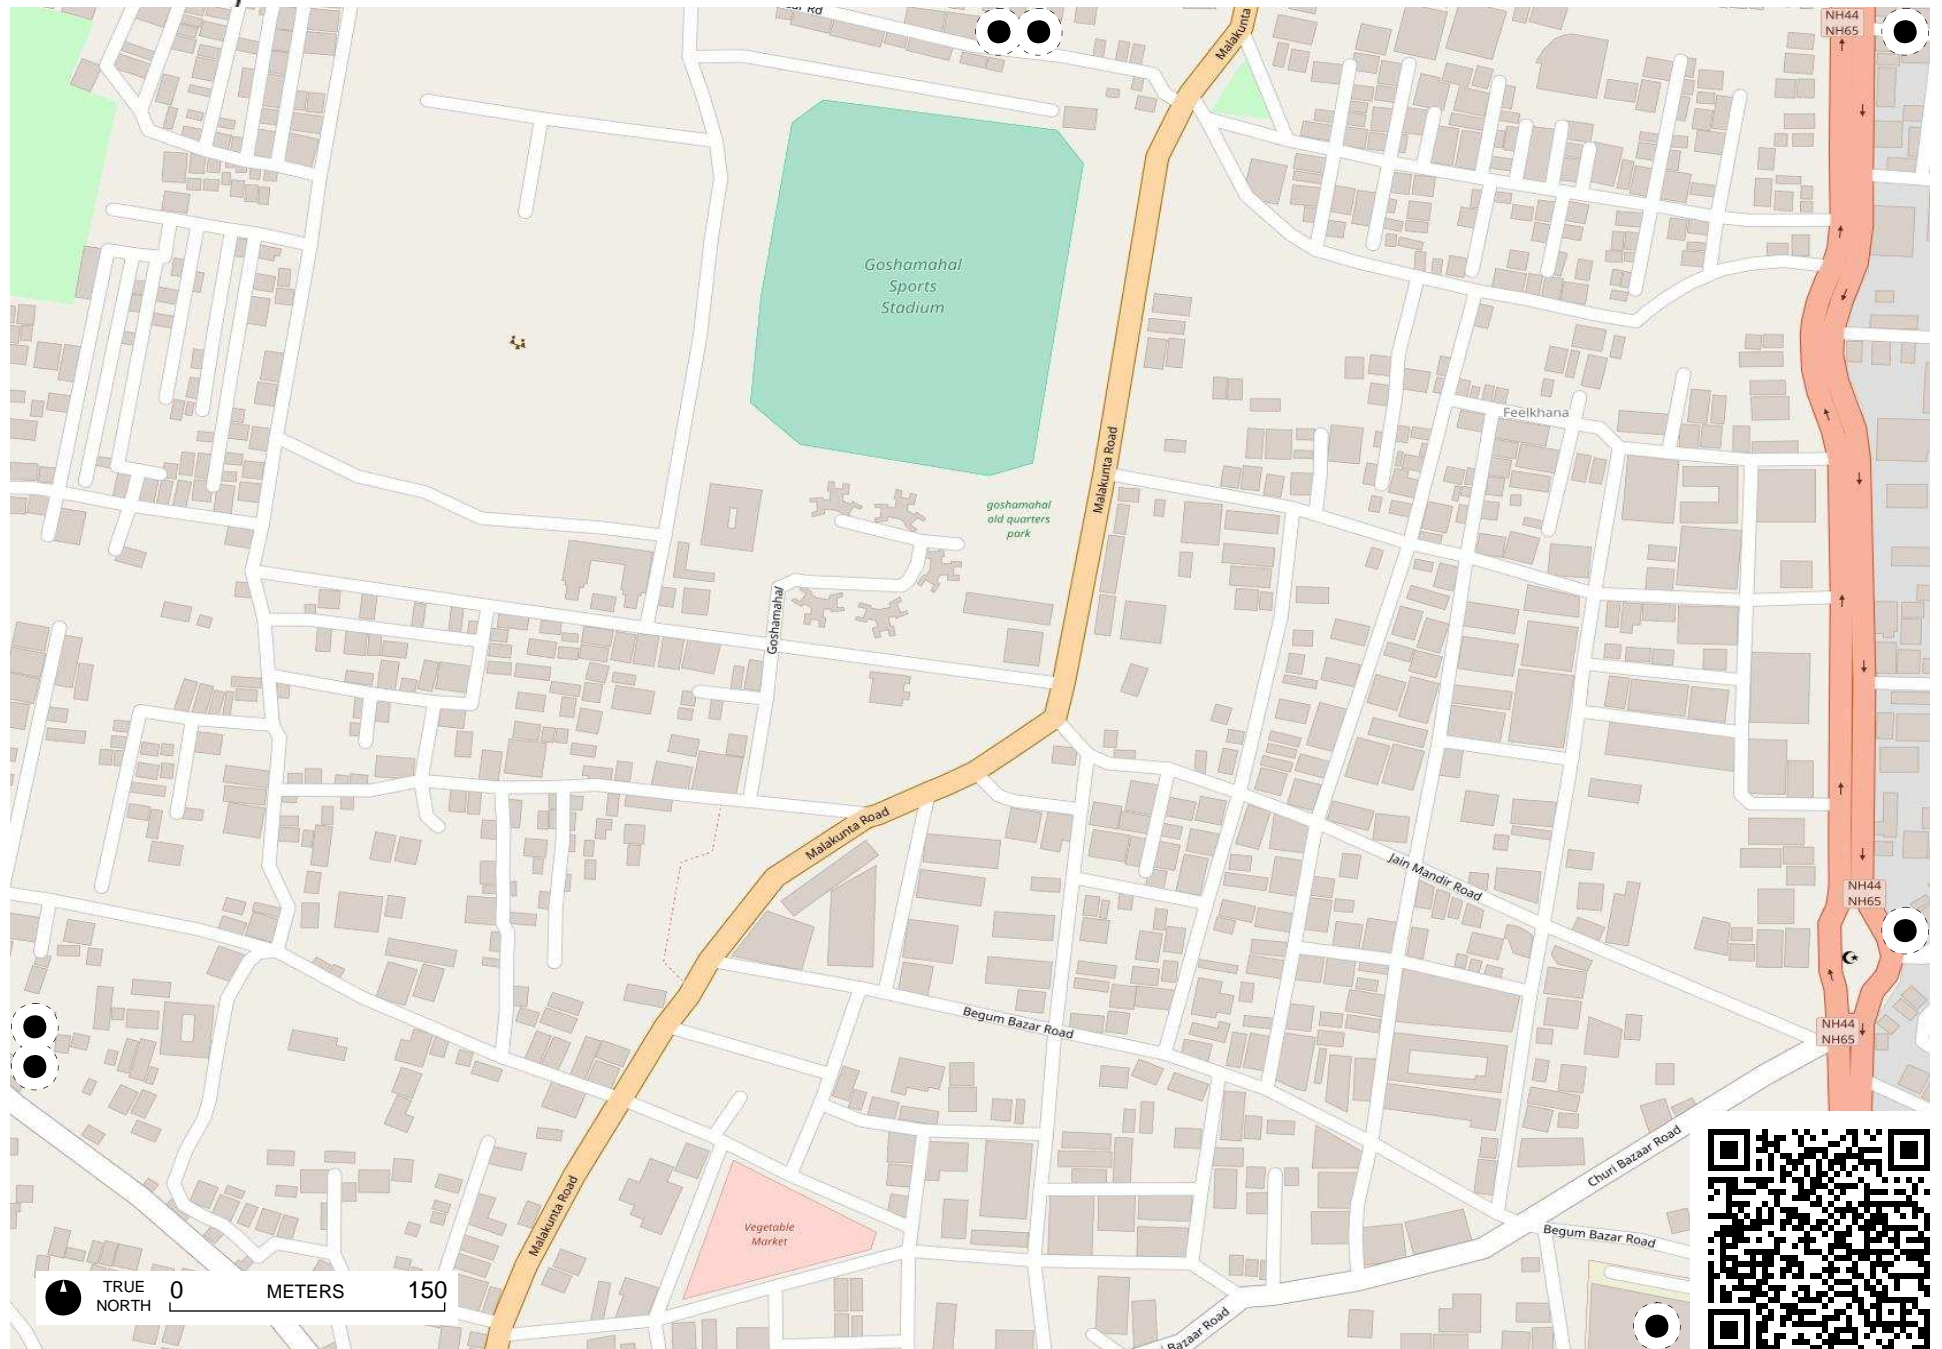 NH44
NH65
Malakunta
Goshamahal
Sports
Stadium
Feelkhana
Malakunta Road
goshamahal
old quarters
park
Goshamahal
Malakunta Road
Jain Mandir Road
NH44
NH65
Begum Bazar Road
NH44
NH65
Churi Bazaar Road
Malakunta Road
Vegetable
Market
Begum Bazar Road
TRUE
NORTH
0 METERS 150
Bazaar Road